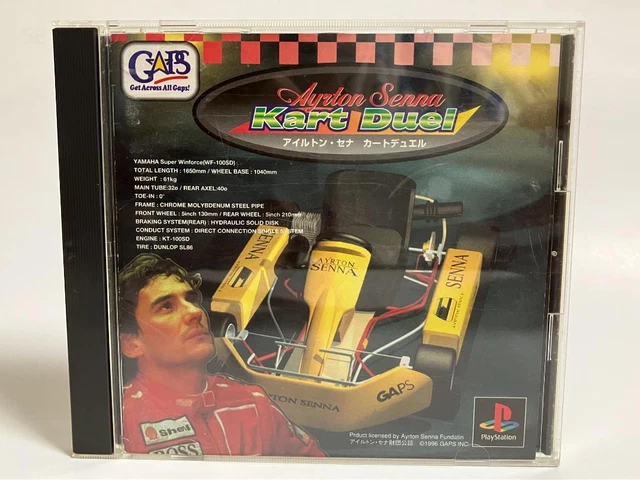 GAPS
Get Across All Gaps!
Ayrton Senna
Kart Duel
アイルトン・セナ カートデュエル
YAMAHA Super Winforce(WF-100SD)
TOTAL LENGTH : 1650mm / WHEEL BASE : 1040mm
WEIGHT : 61kg
MAIN TUBE:32ø / REAR AXEL:40ø
TOE-IN : 0°
FRAME : CHROME MOLYBDENUM STEEL PIPE
FRONT WHEEL : 5inch 130mm / REAR WHEEL : 5inch 210mm
BRAKING SYSTEM(REAR) : HYDRAULIC SOLID DISK
CONDUCT SYSTEM : DIRECT CONNECTION SINGLE SYSTEM
ENGINE : KT-100SD
TIRE : DUNLOP SL86
SENNA
AYRTON
SENNA
SENNA
AYRTON SENNA
GAPS
Shell
BOSS
Prduct licensed by Ayrton Senna Fundatin
アイルトン・セナ財団公認 ©1996 GAPS INC.
PlayStation